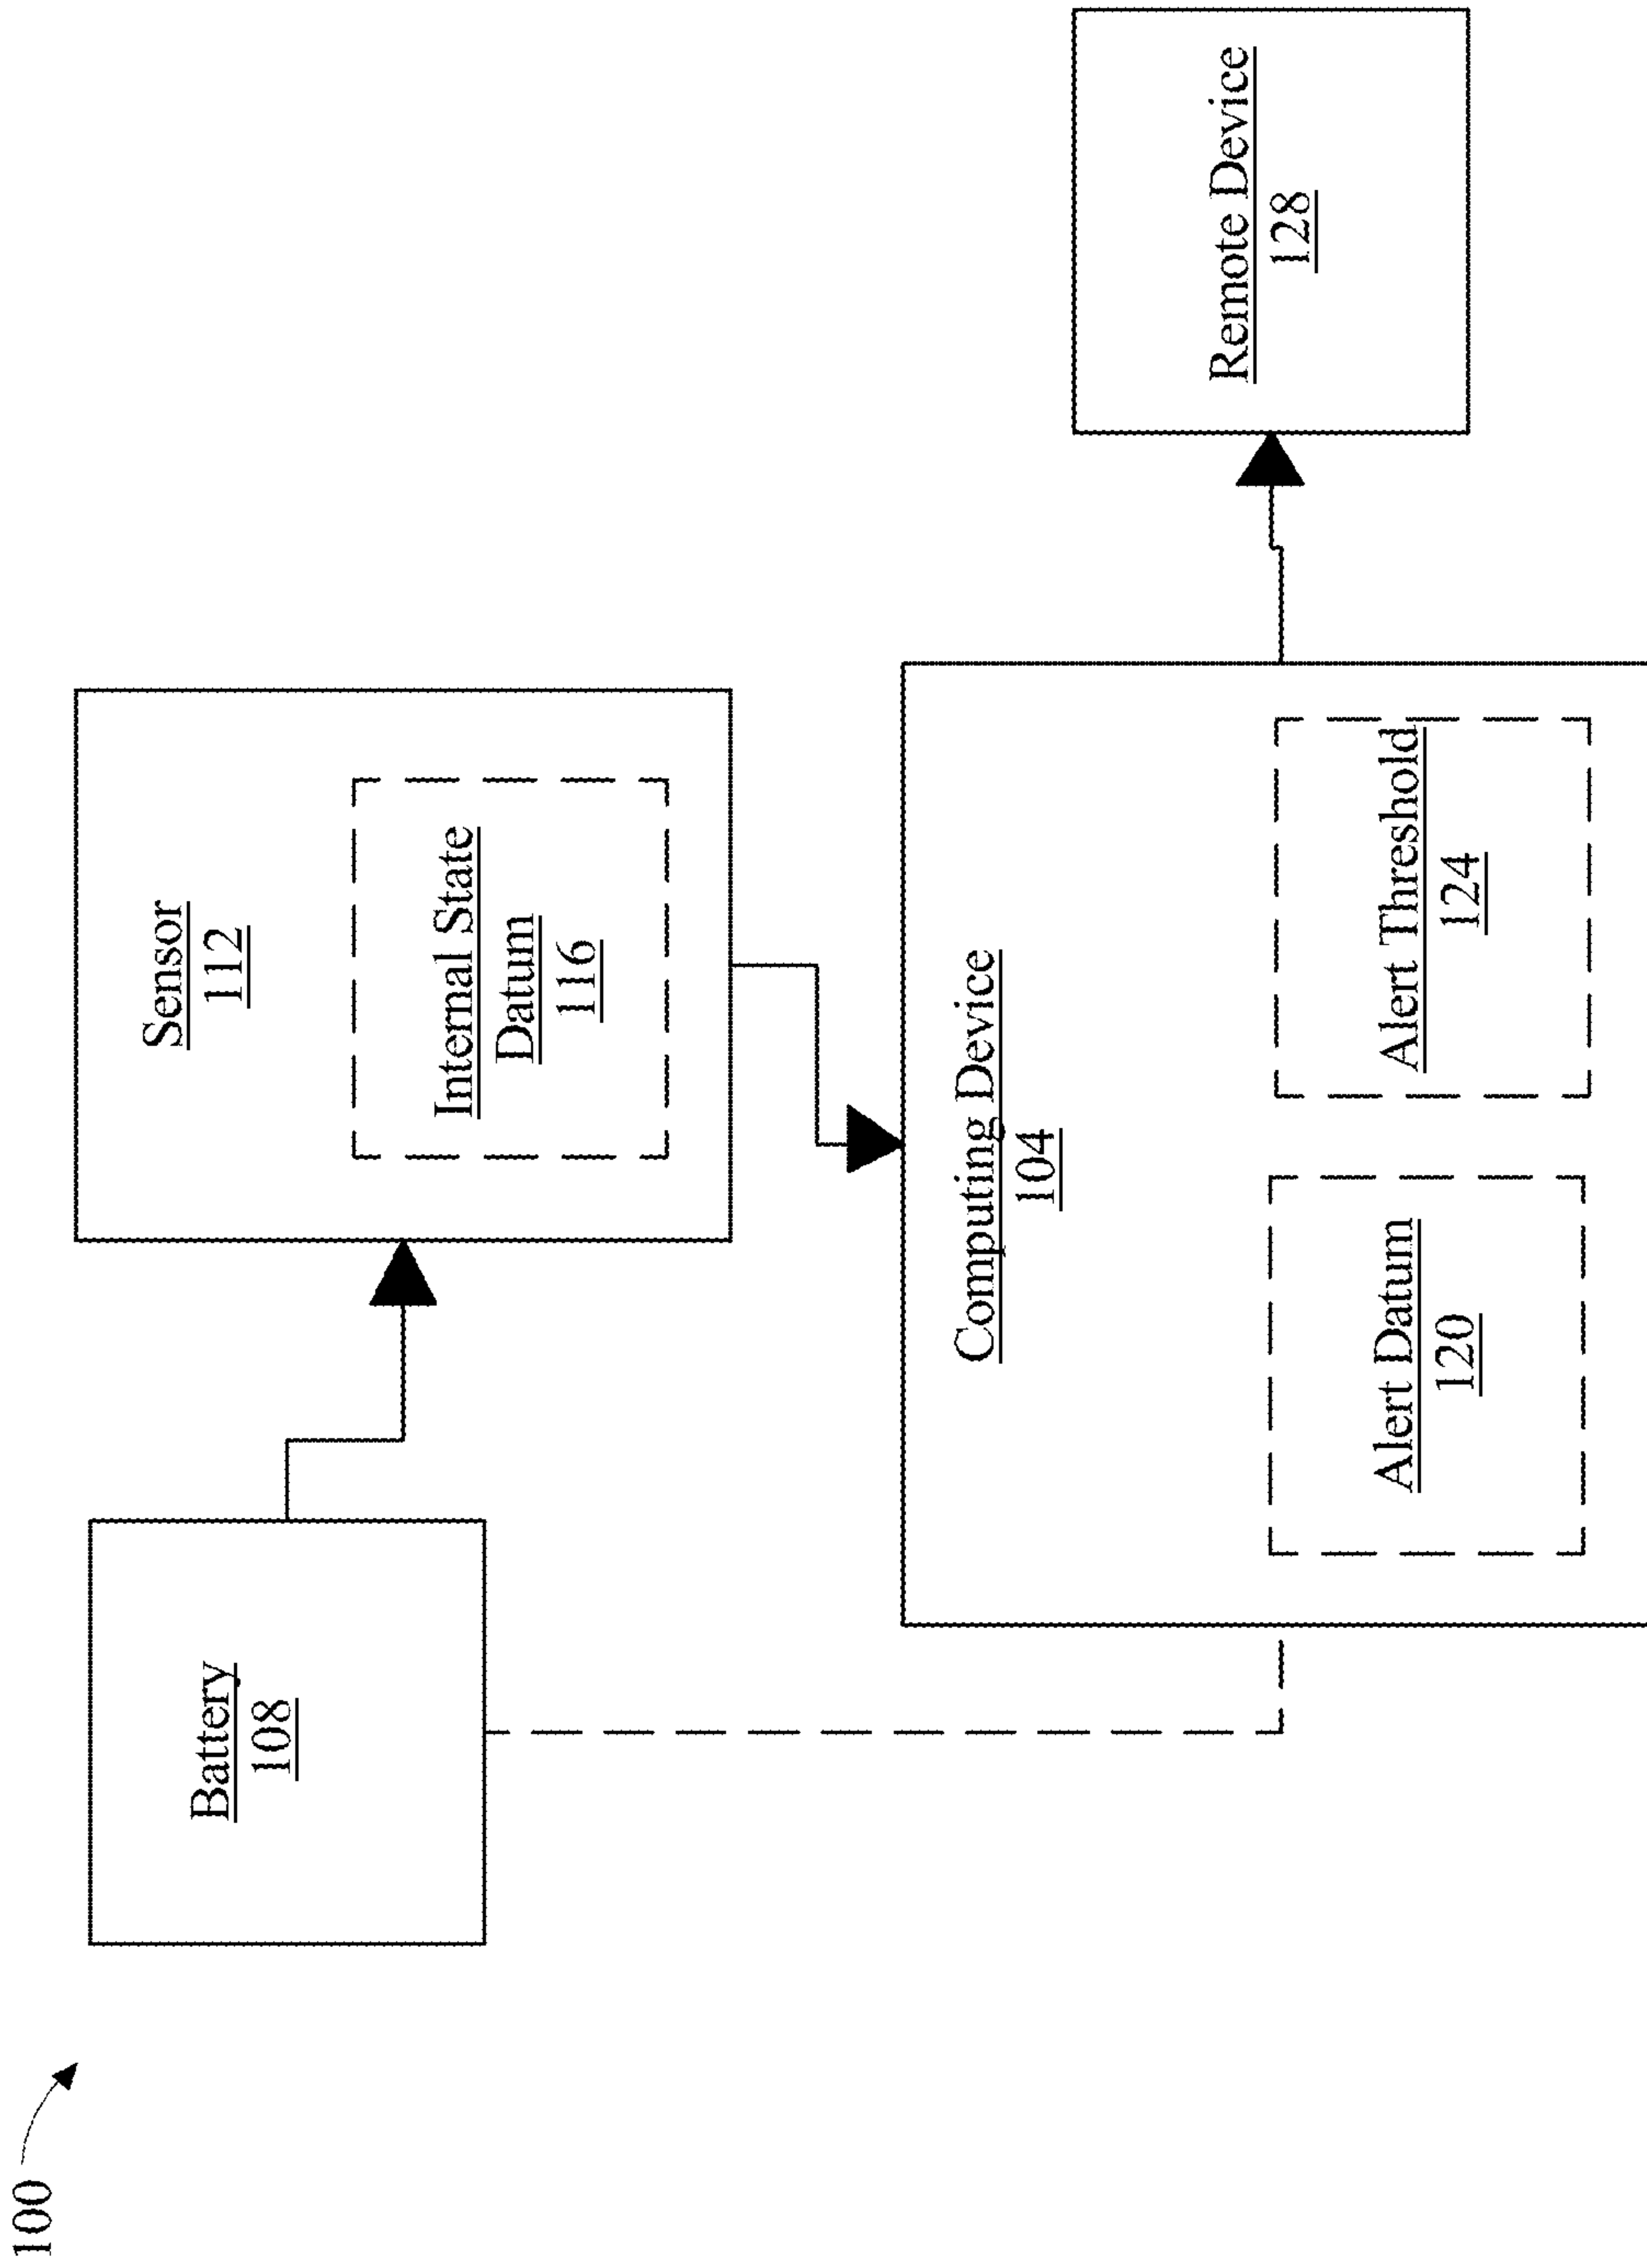 100
Battery
108
Sensor
112
Internal State
Datum
116
Computing Device
104
Alert Datum
120
Alert Threshold
124
Remote Device
128